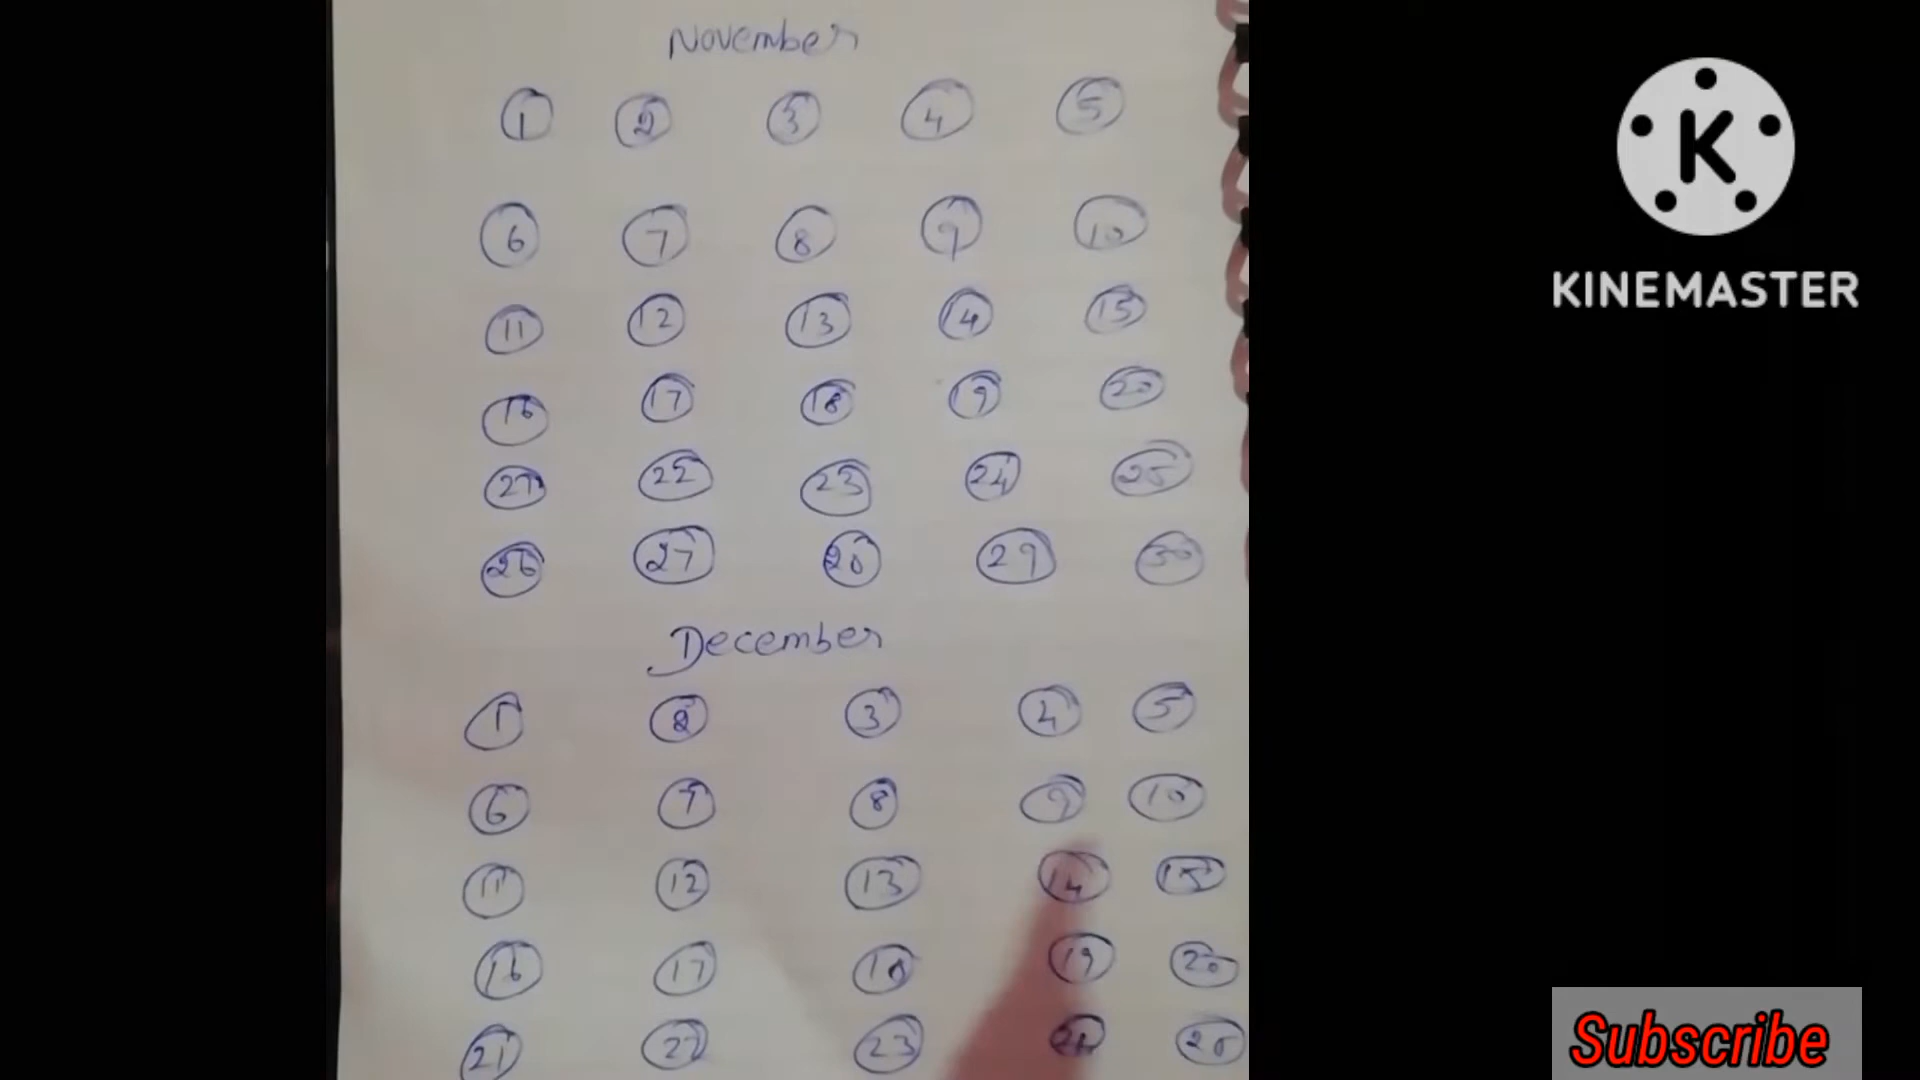 November
1 2 3 4 5
6 7 8 9 10
11 12 13 14 15
16 17 18 19 20
21 22 23 24 25
26 27 28 29 30
December
1 2 3 4 5
6 7 8 9 10
11 12 13 14 15
16 17 18 19 20
21 22 23 24 25
K
KINEMASTER
Subscribe